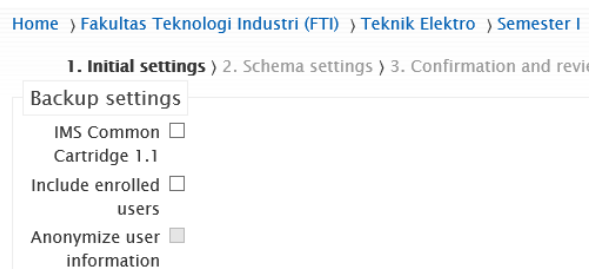 Home 〉Fakultas Teknologi Industri (FTI) 〉Teknik Elektro 〉Semester I
1. Initial settings 〉2. Schema settings 〉3. Confirmation and
Backup settings
IMS Common
Cartridge 1.1
Include enrolled
users
Anonymize user
information